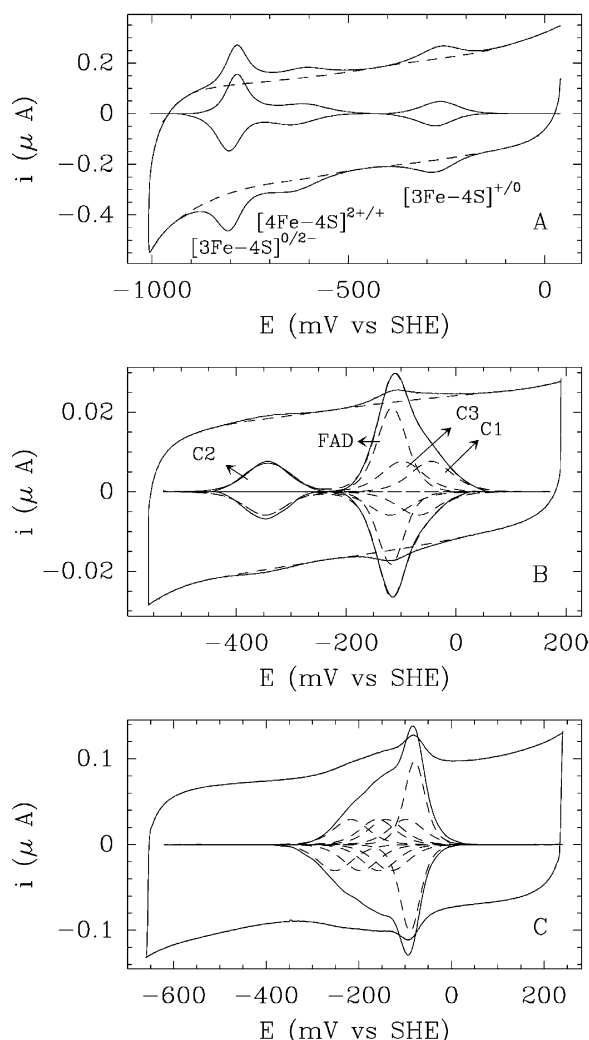 0.2
0
−0.2
−0.4
i (μ A)
[3Fe−4S]^{+/0}
[4Fe−4S]^{2+/+}
[3Fe−4S]^{0/2−}
A
−1000 −500 0
E (mV vs SHE)
0.02
0
−0.02
i (μ A)
C2
FAD
C3
C1
B
−400 −200 0 200
E (mV vs SHE)
0.1
0
−0.1
i (μ A)
C
−600 −400 −200 0 200
E (mV vs SHE)